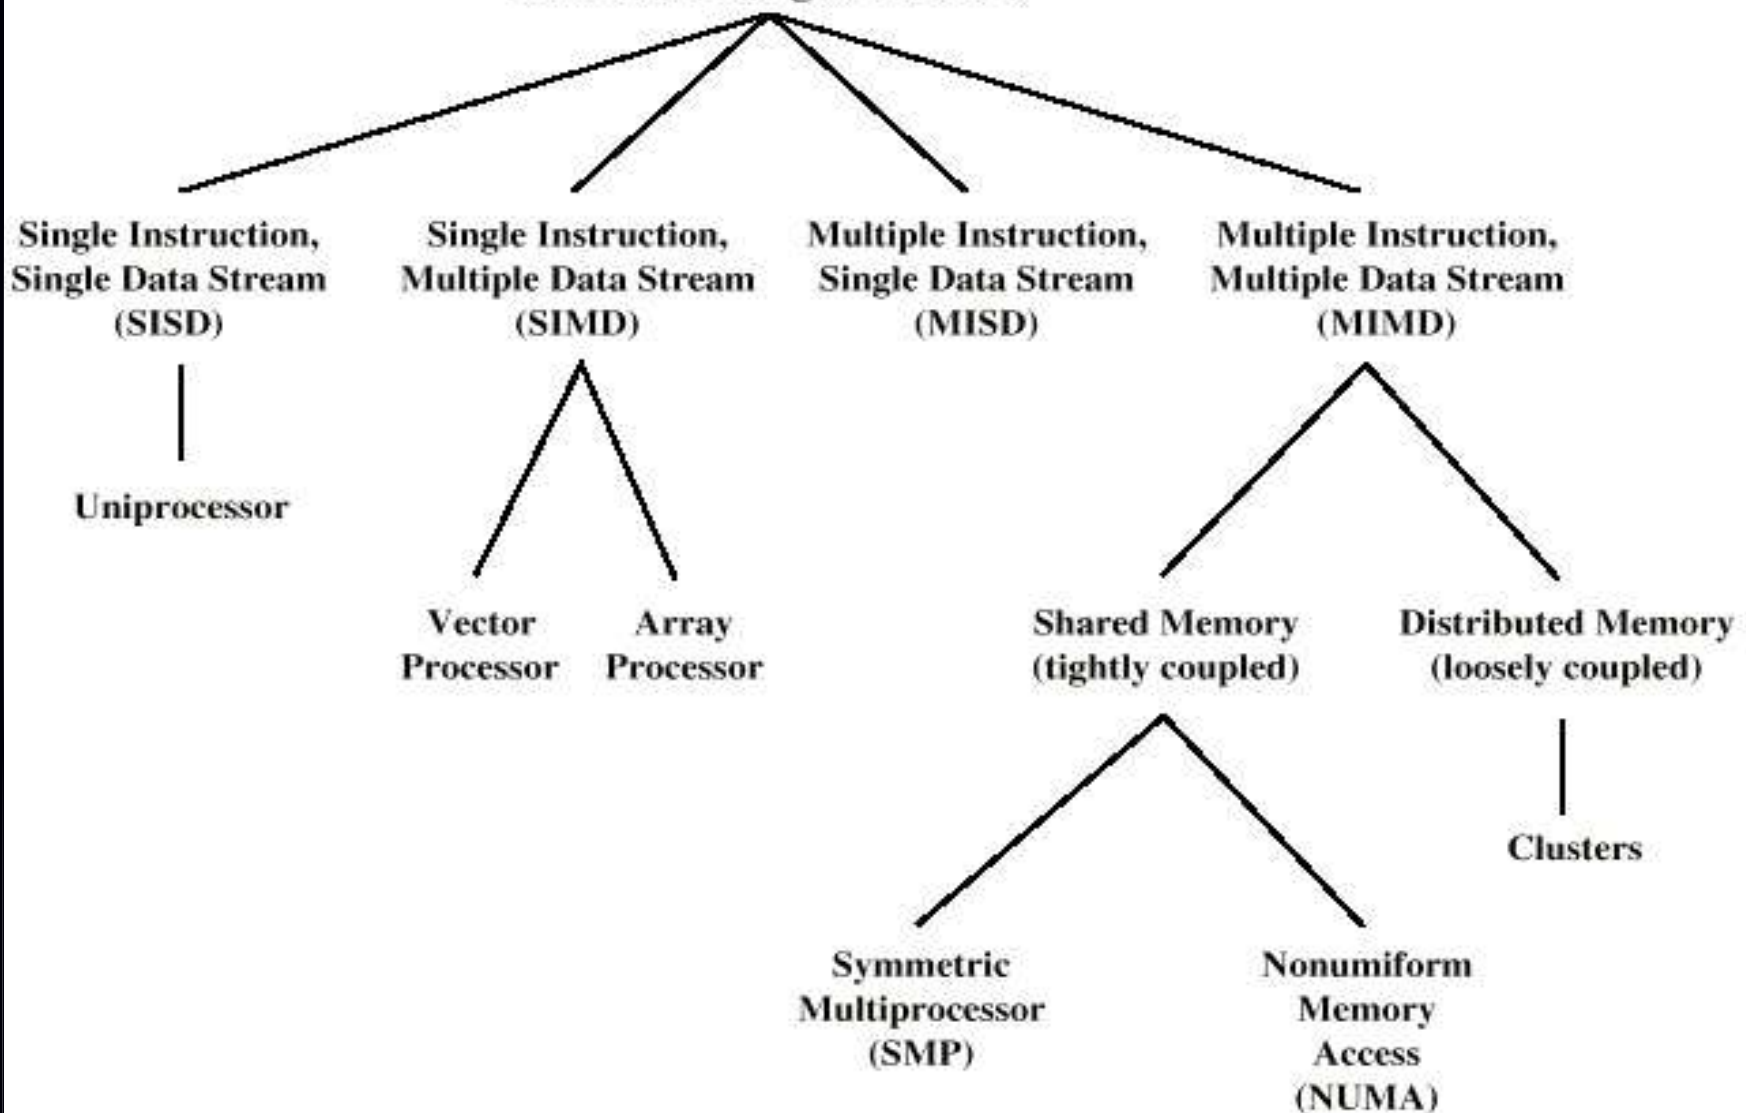 Single Instruction,
Single Data Stream
(SISD)
Single Instruction,
Multiple Data Stream
(SIMD)
Multiple Instruction,
Single Data Stream
(MISD)
Multiple Instruction,
Multiple Data Stream
(MIMD)
Uniprocessor
Vector
Processor
Array
Processor
Shared Memory
(tightly coupled)
Distributed Memory
(loosely coupled)
Clusters
Symmetric
Multiprocessor
(SMP)
Nonumiform
Memory
Access
(NUMA)